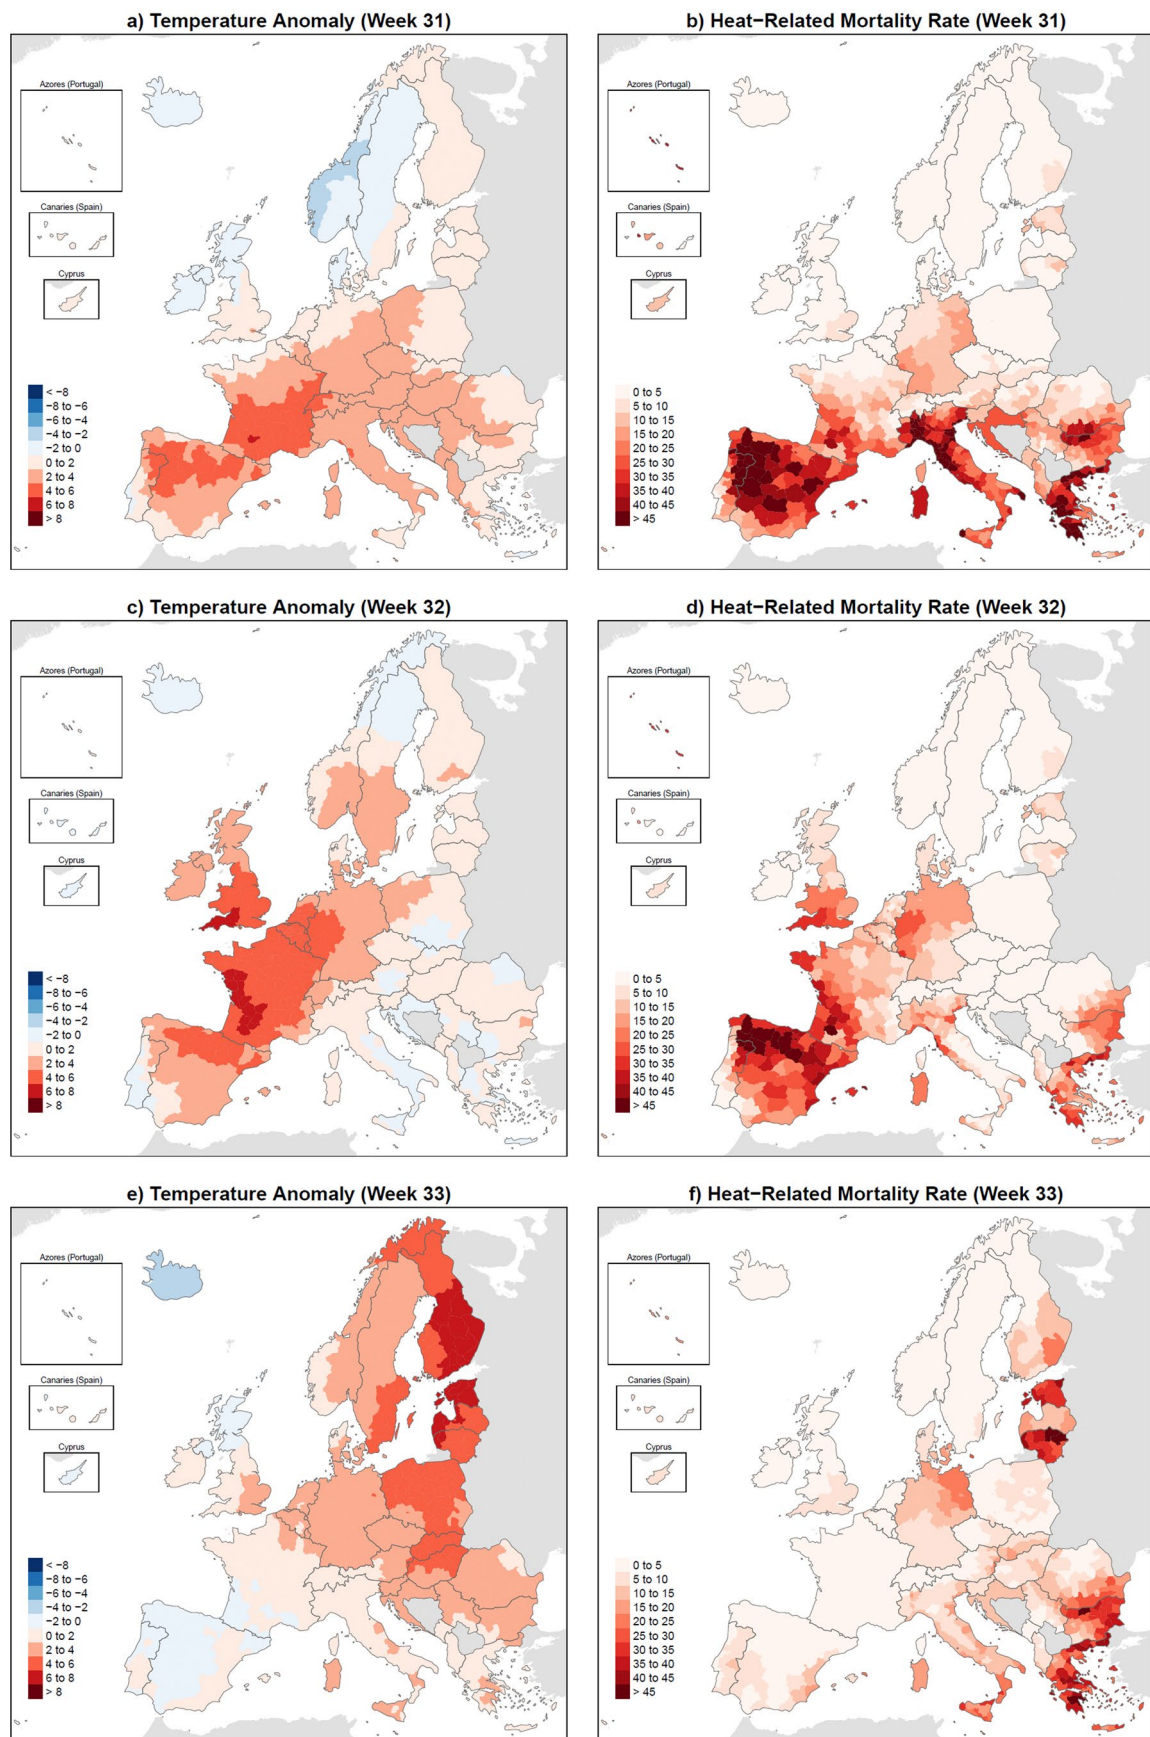 a) Temperature Anomaly (Week 31)
Azores (Portugal)
Canaries (Spain)
Cyprus
< −8
−8 to −6
−6 to −4
−4 to −2
−2 to 0
0 to 2
2 to 4
4 to 6
6 to 8
> 8
b) Heat−Related Mortality Rate (Week 31)
Azores (Portugal)
Canaries (Spain)
Cyprus
0 to 5
5 to 10
10 to 15
15 to 20
20 to 25
25 to 30
30 to 35
35 to 40
40 to 45
> 45
c) Temperature Anomaly (Week 32)
Azores (Portugal)
Canaries (Spain)
Cyprus
< −8
−8 to −6
−6 to −4
−4 to −2
−2 to 0
0 to 2
2 to 4
4 to 6
6 to 8
> 8
d) Heat−Related Mortality Rate (Week 32)
Azores (Portugal)
Canaries (Spain)
Cyprus
0 to 5
5 to 10
10 to 15
15 to 20
20 to 25
25 to 30
30 to 35
35 to 40
40 to 45
> 45
e) Temperature Anomaly (Week 33)
Azores (Portugal)
Canaries (Spain)
Cyprus
< −8
−8 to −6
−6 to −4
−4 to −2
−2 to 0
0 to 2
2 to 4
4 to 6
6 to 8
> 8
f) Heat−Related Mortality Rate (Week 33)
Azores (Portugal)
Canaries (Spain)
Cyprus
0 to 5
5 to 10
10 to 15
15 to 20
20 to 25
25 to 30
30 to 35
35 to 40
40 to 45
> 45